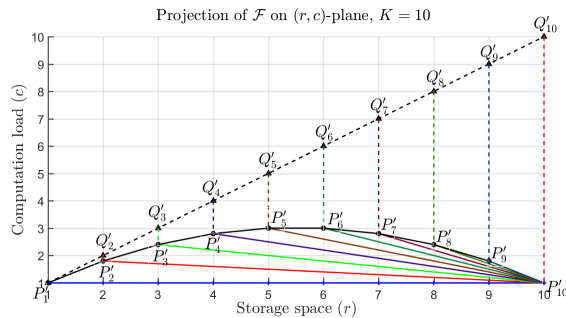 Projection of ℱ on (r, c)-plane, K = 10
Computation load (c)
10
9
8
7
6
5
4
3
2
1
Q′₁₀
Q′₉
Q′₈
Q′₇
Q′₆
Q′₅
Q′₄
Q′₃
Q′₂
P′₁
P′₂
P′₃
P′₄
P′₅
P′₆
P′₇
P′₈
P′₉
P′₁₀
2 3 4 5 6 7 8 9 10
Storage space (r)